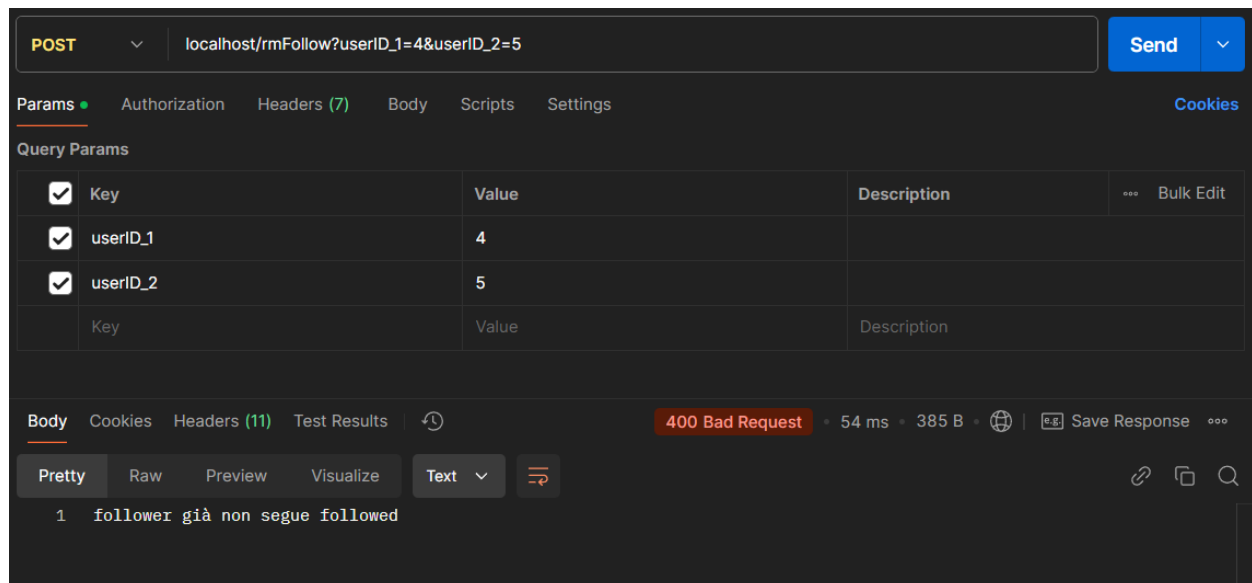 POST localhost/rmFollow?userID_1=4&userID_2=5 Send
Params Authorization Headers (7) Body Scripts Settings Cookies
Query Params
Key Value Description Bulk Edit
userID_1 4
userID_2 5
Key Value Description
Body Cookies Headers (11) Test Results 400 Bad Request 54 ms 385 B e.g. Save Response
Pretty Raw Preview Visualize Text
1 follower già non segue followed